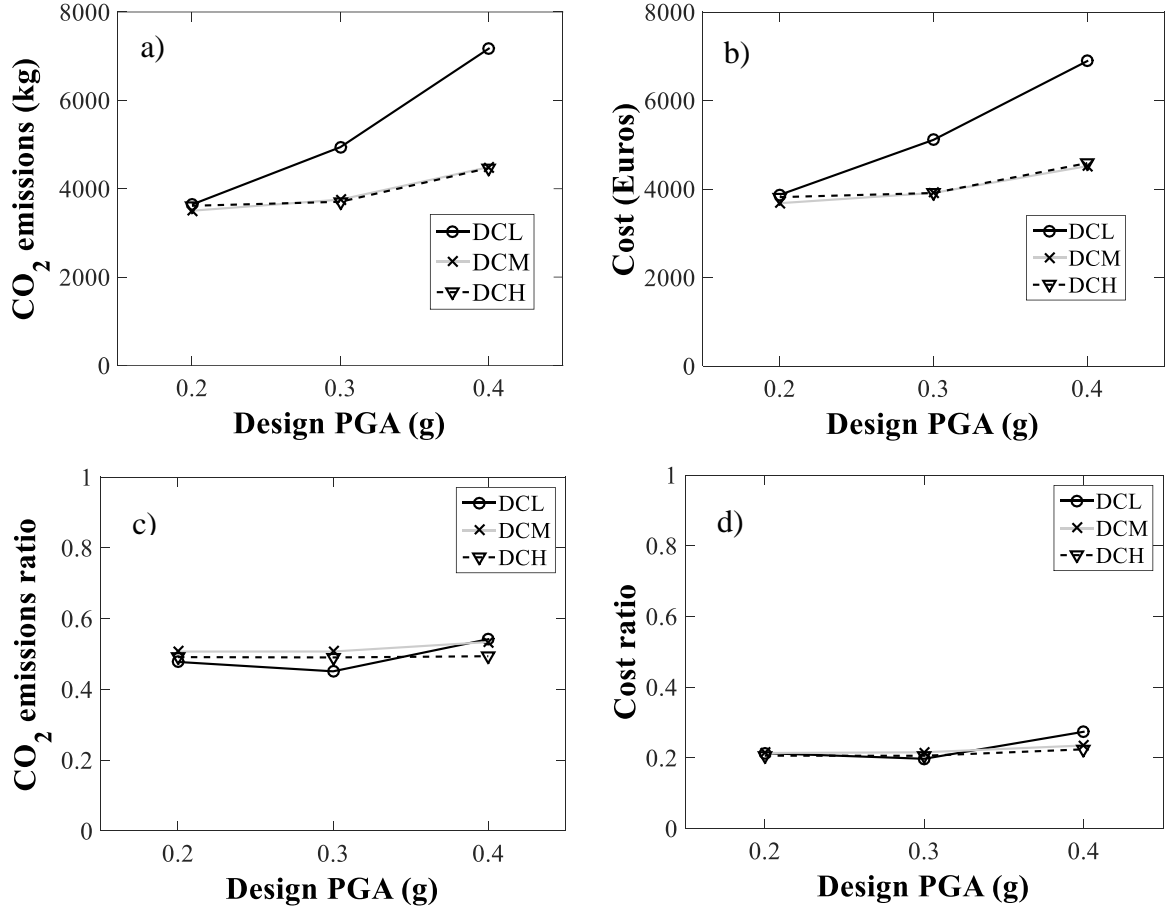 a)
CO2 emissions (kg)
8000
6000
4000
2000
0
0.2 0.3 0.4
Design PGA (g)
DCL
DCM
DCH
b)
Cost (Euros)
8000
6000
4000
2000
0
0.2 0.3 0.4
Design PGA (g)
DCL
DCM
DCH
c)
CO2 emissions ratio
1
0.8
0.6
0.4
0.2
0
0.2 0.3 0.4
Design PGA (g)
DCL
DCM
DCH
d)
Cost ratio
1
0.8
0.6
0.4
0.2
0
0.2 0.3 0.4
Design PGA (g)
DCL
DCM
DCH